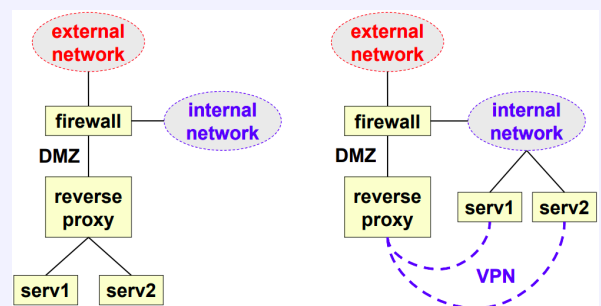 external
network
firewall
internal
network
DMZ
reverse
proxy
serv1
serv2
external
network
firewall
internal
network
DMZ
reverse
proxy
serv1
serv2
VPN